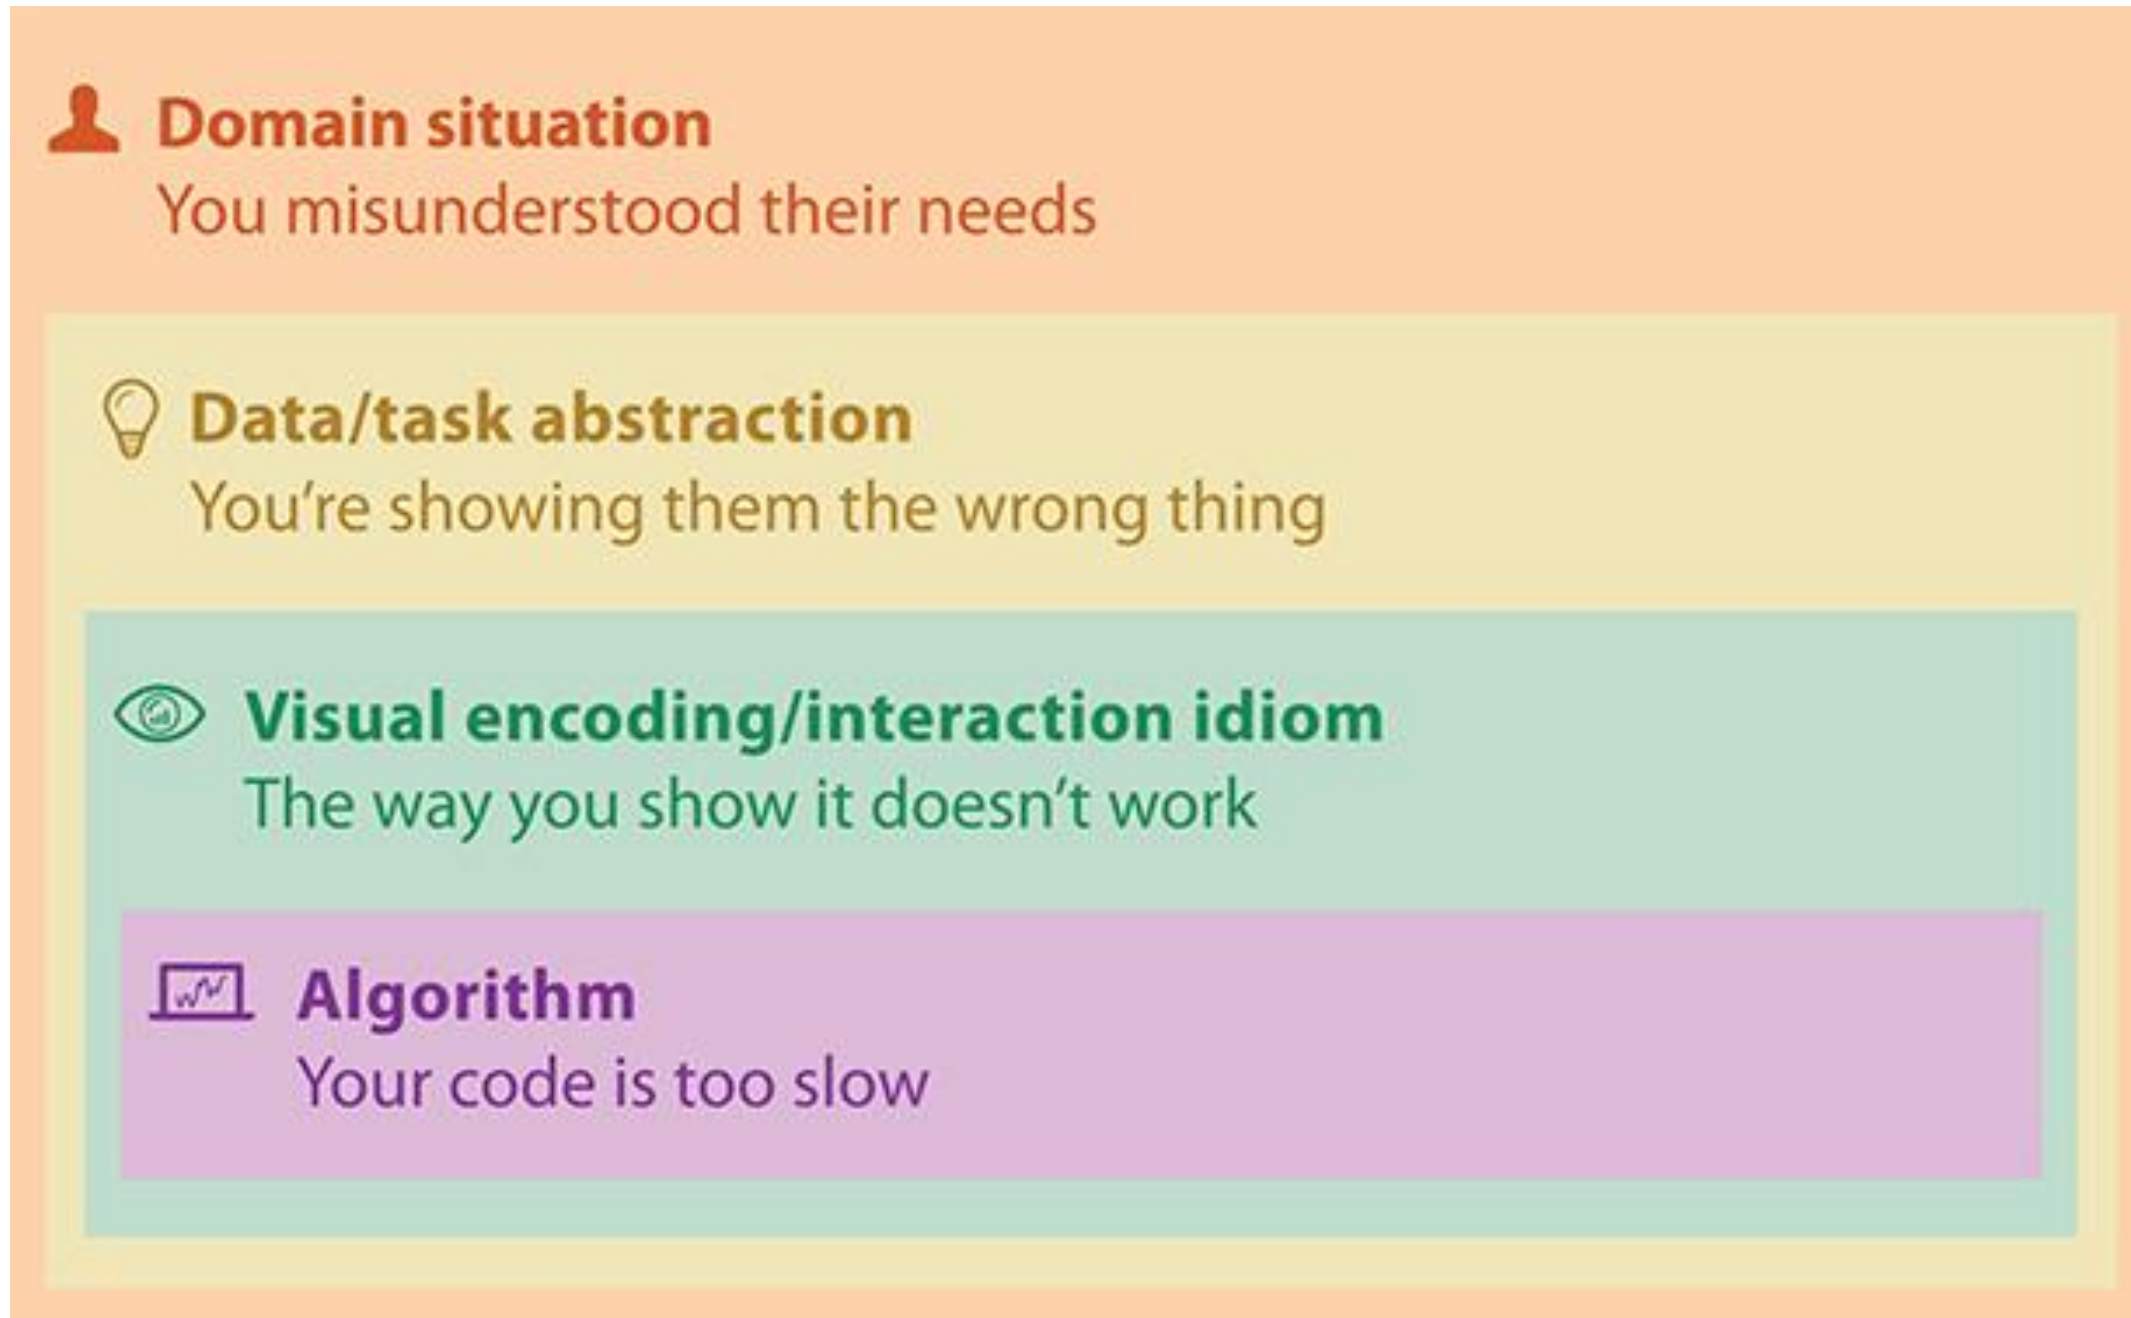 Domain situation
You misunderstood their needs
Data/task abstraction
You’re showing them the wrong thing
Visual encoding/interaction idiom
The way you show it doesn’t work
Algorithm
Your code is too slow